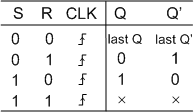 S R CLK Q Q'
0 0 last Q last Q'
0 1 0 1
1 0 1 0
1 1 × ×